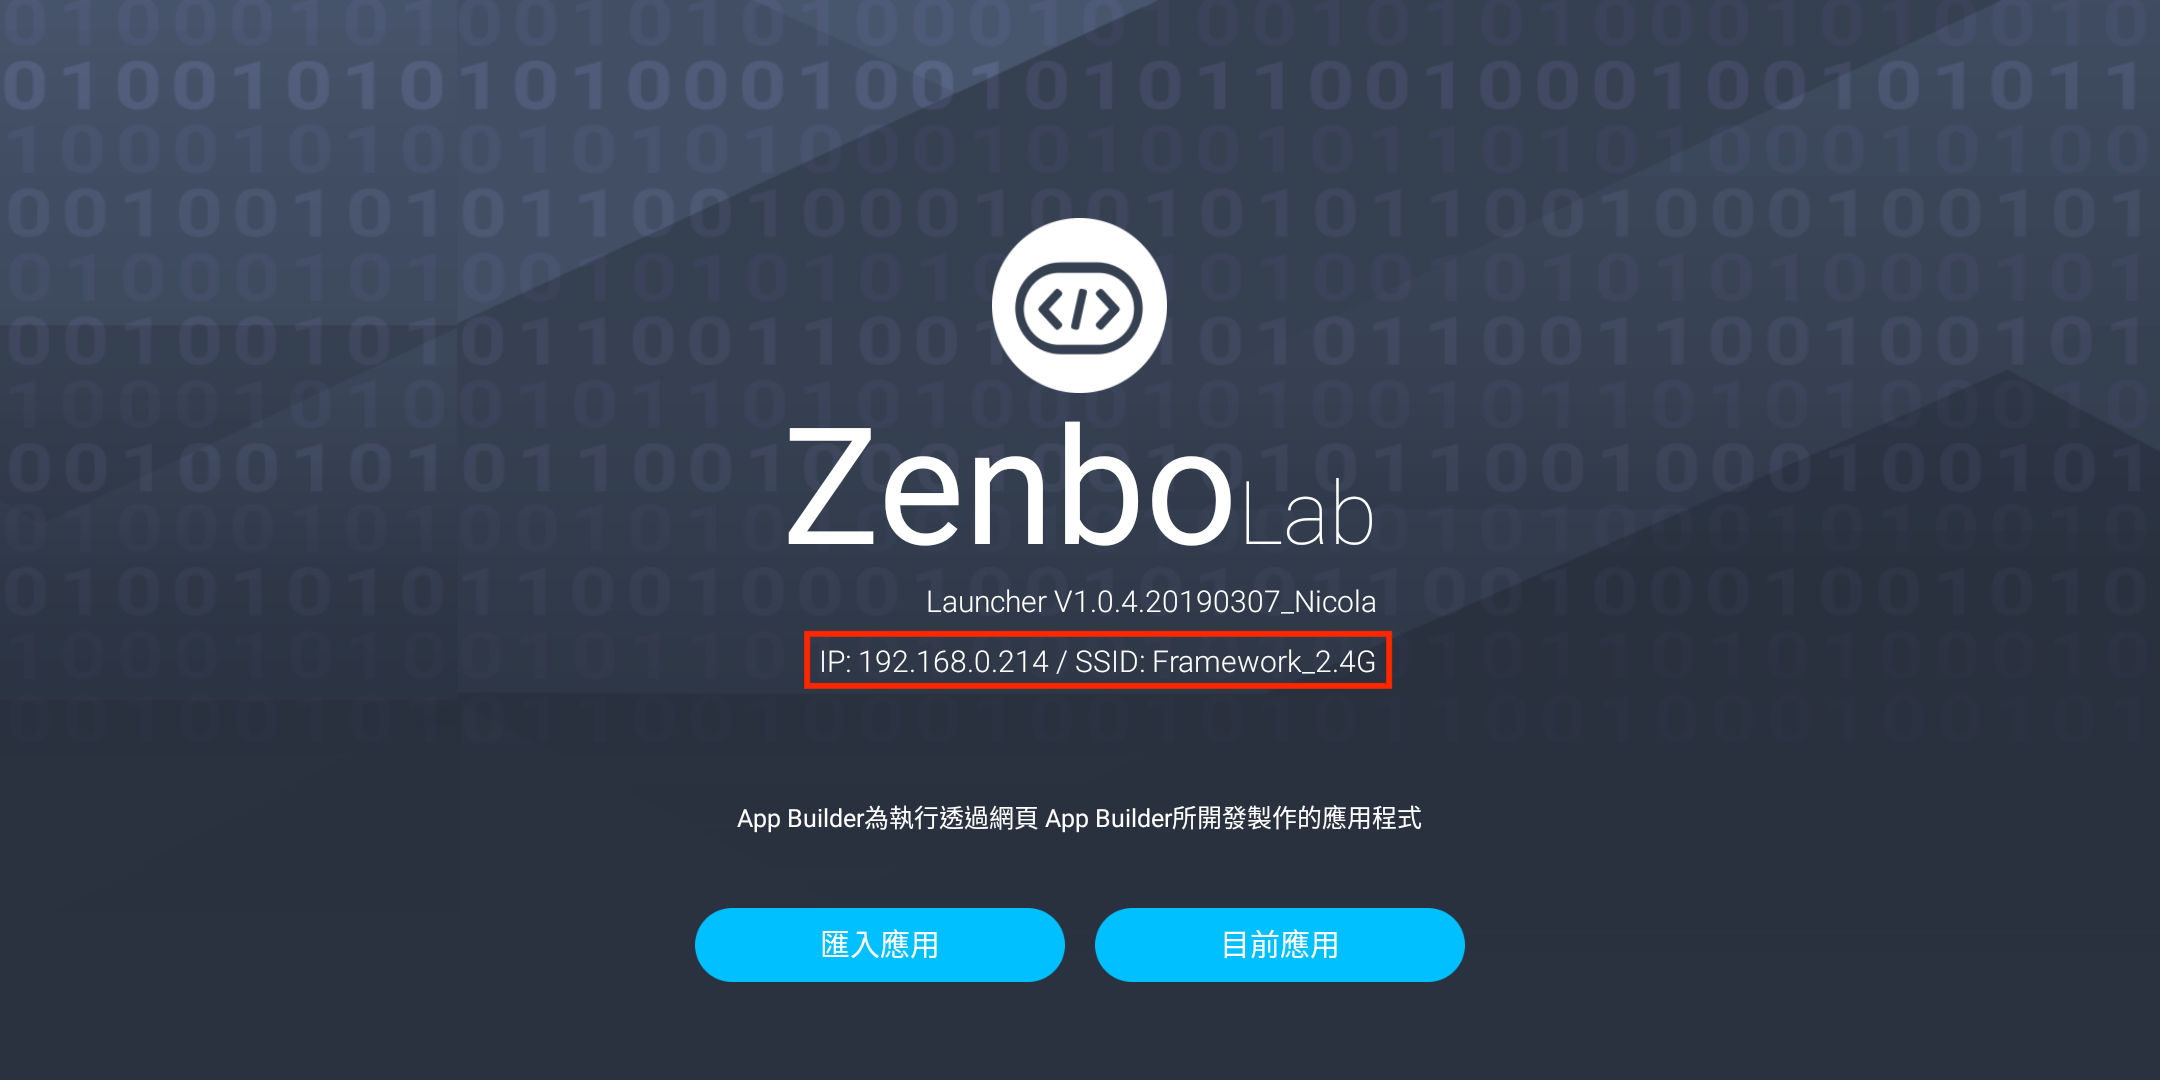 </>
Zenbo Lab
Launcher V1.0.4.20190307_Nicola
IP: 192.168.0.214 / SSID: Framework_2.4G
App Builder為執行透過網頁 App Builder所開發製作的應用程式
匯入應用
目前應用